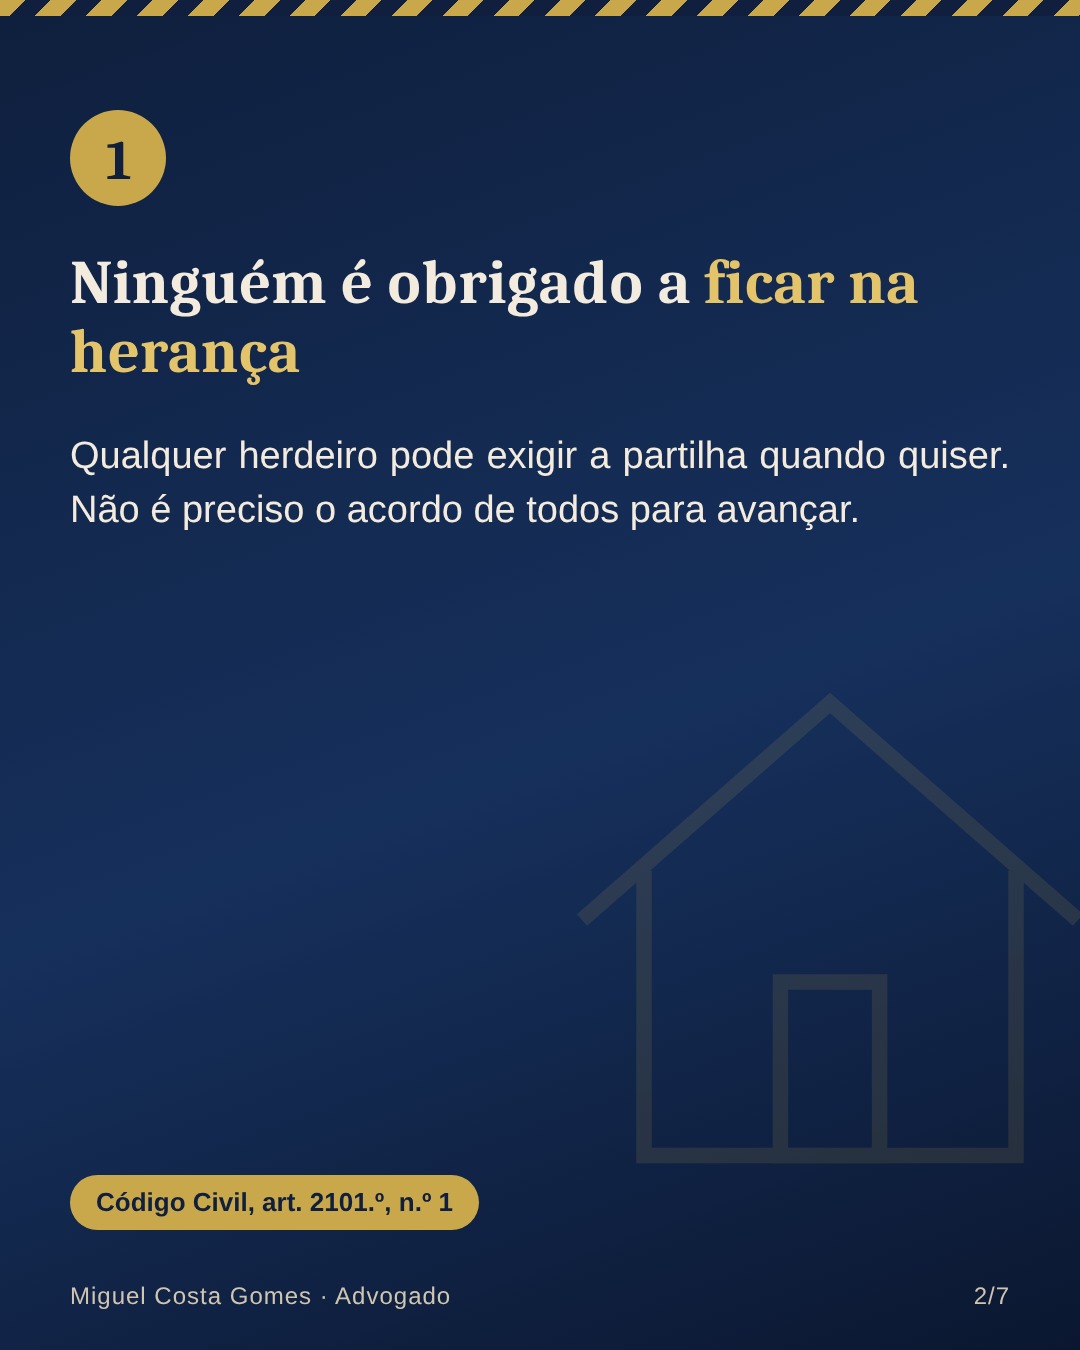 1
Ninguém é obrigado a ficar na
herança
Qualquer herdeiro pode exigir a partilha quando quiser.
Não é preciso o acordo de todos para avançar.
Código Civil, art. 2101.º, n.º 1
Miguel Costa Gomes · Advogado
2/7